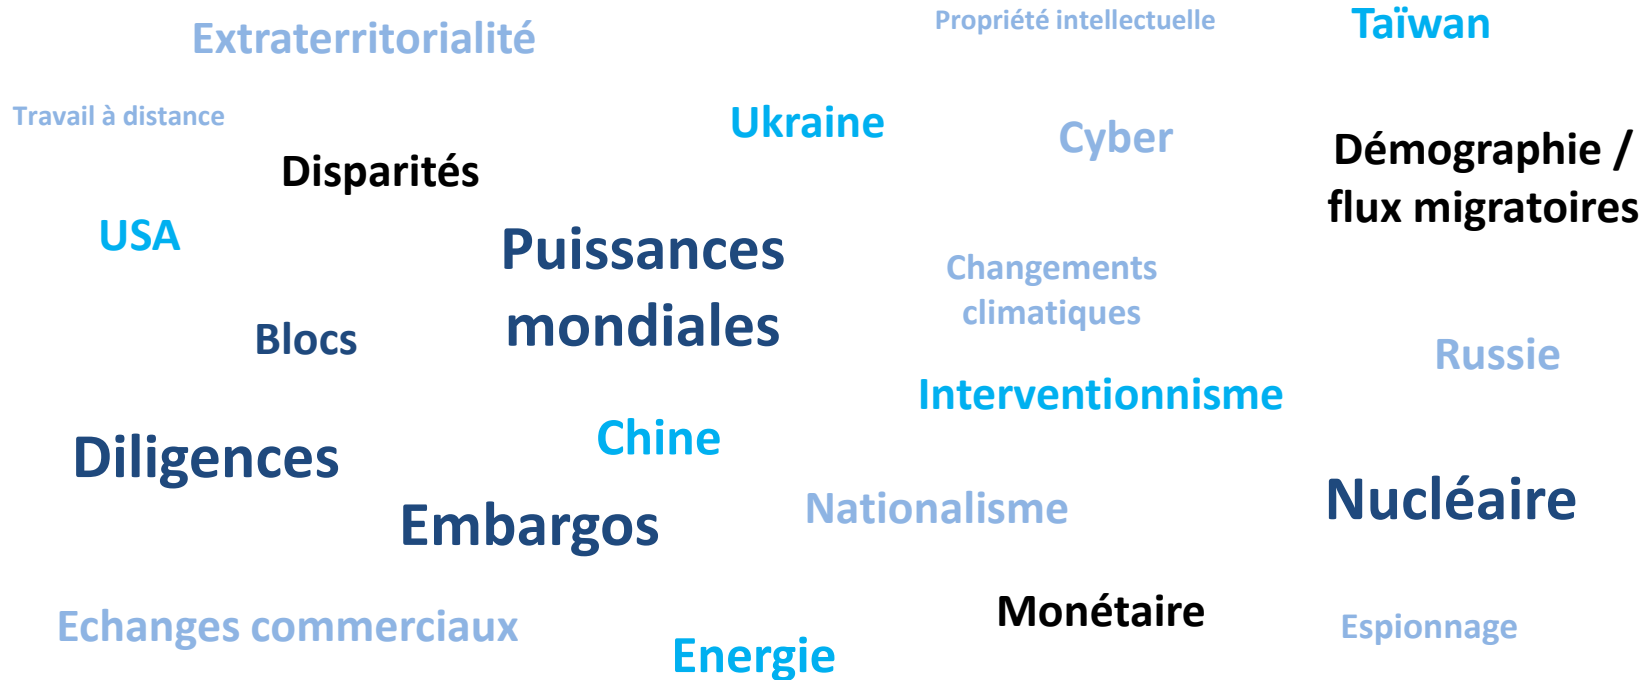 Extraterritorialité
Propriété intellectuelle
Taïwan
Travail à distance
Ukraine
Cyber
Disparités
Démographie /
flux migratoires
USA
Puissances
mondiales
Changements
climatiques
Blocs
Russie
Interventionnisme
Chine
Diligences
Nucléaire
Embargos
Nationalisme
Monétaire
Echanges commerciaux
Espionnage
Energie